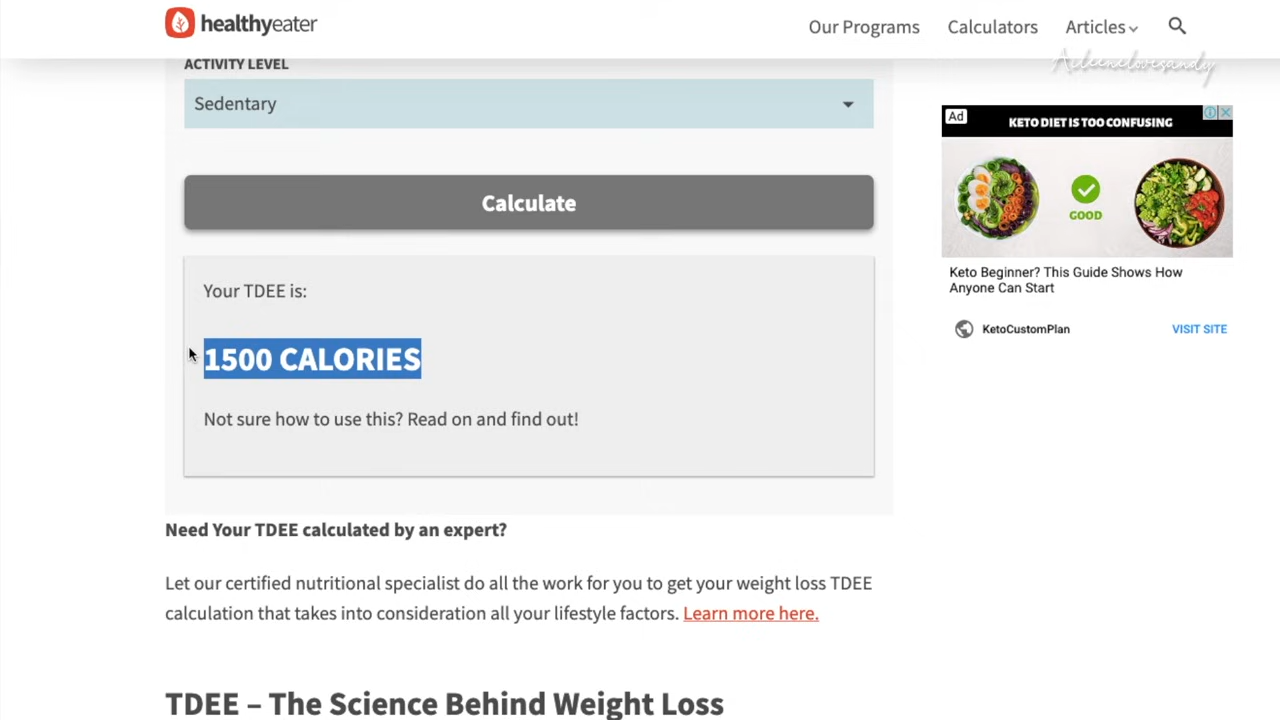 healthyeater
Our Programs
Calculators
Articles
Aideenelovesandy
ACTIVITY LEVEL
Sedentary
Calculate
Your TDEE is:
1500 CALORIES
Not sure how to use this? Read on and find out!
Need Your TDEE calculated by an expert?
Let our certified nutritional specialist do all the work for you to get your weight loss TDEE
calculation that takes into consideration all your lifestyle factors. Learn more here.
TDEE – The Science Behind Weight Loss
Ad
KETO DIET IS TOO CONFUSING
GOOD
Keto Beginner? This Guide Shows How
Anyone Can Start
KetoCustomPlan
VISIT SITE